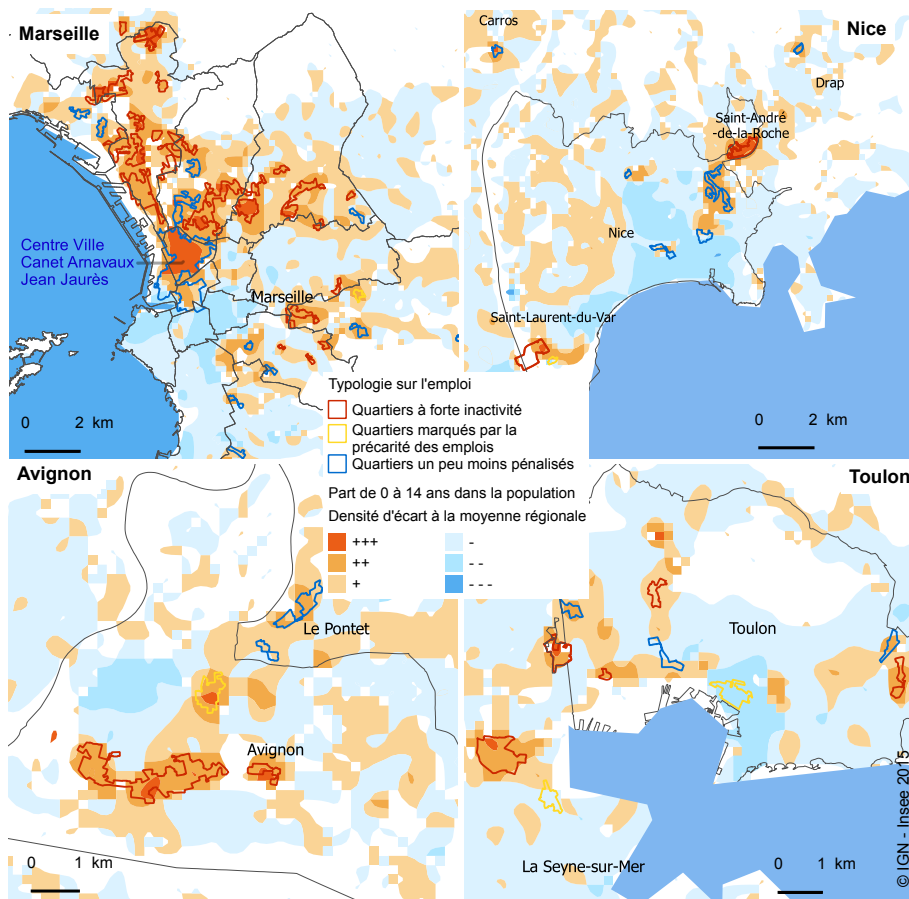 Marseille
Centre Ville
Canet Arnavaux
Jean Jaurès
Marseille
0 2 km
Carros
Nice
Drap
Saint-André
-de-la-Roche
Nice
Saint-Laurent-du-Var
0 2 km
Typologie sur l'emploi
Quartiers à forte inactivité
Quartiers marqués par la
précarité des emplois
Quartiers un peu moins pénalisés
Part de 0 à 14 ans dans la population
Densité d'écart à la moyenne régionale
+++ -
++ - -
+ - - -
Avignon
Le Pontet
Avignon
0 1 km
Toulon
Toulon
La Seyne-sur-Mer
0 1 km
© IGN - Insee 2015